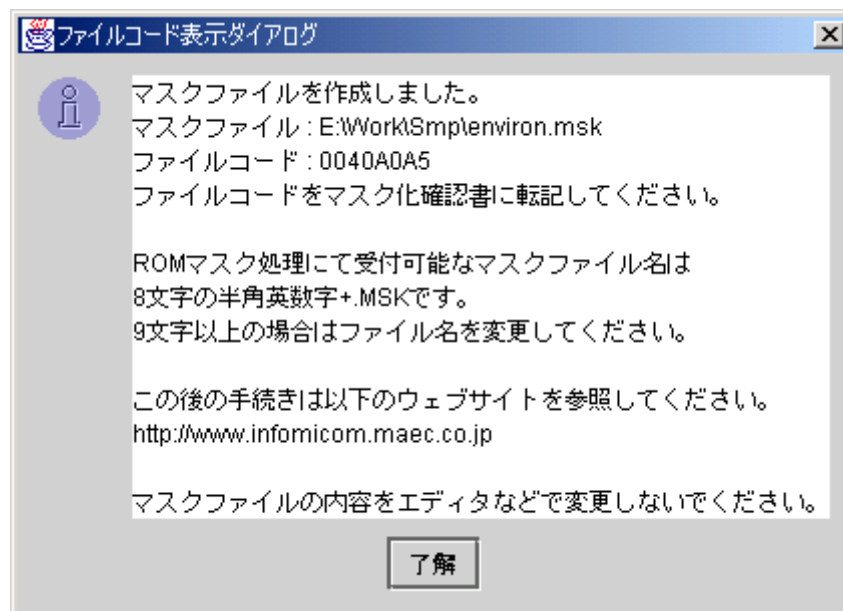 ファイルコード表示ダイアログ
マスクファイルを作成しました。
マスクファイル : E:\Work\Smp\environ.msk
ファイルコード : 0040A0A5
ファイルコードをマスク化確認書に転記してください。
ROMマスク処理にて受付可能なマスクファイル名は
8文字の半角英数字+.MSKです。
9文字以上の場合はファイル名を変更してください。
この後の手続きは以下のウェブサイトを参照してください。
http://www.infomicom.maec.co.jp
マスクファイルの内容をエディタなどで変更しないでください。
了解